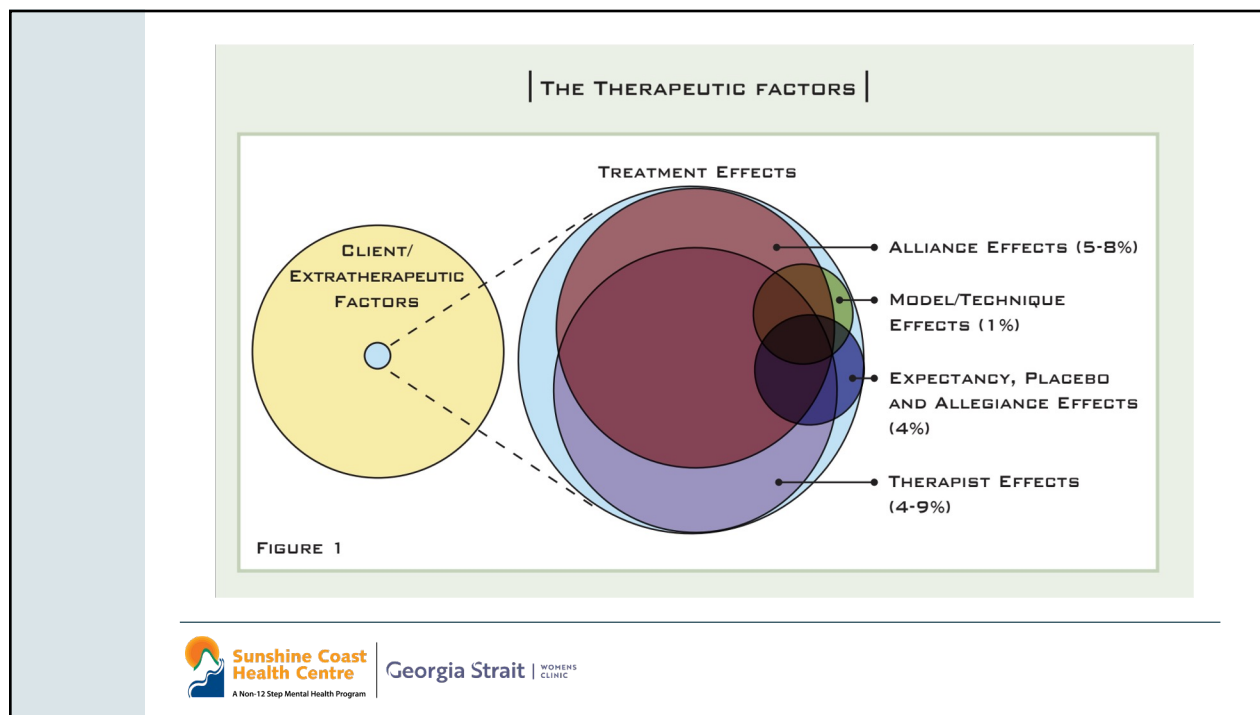 | The Therapeutic factors |
Treatment Effects
Client/
Extratherapeutic
Factors
Alliance Effects (5-8%)
Model/Technique
Effects (1%)
Expectancy, Placebo
and Allegiance Effects
(4%)
Therapist Effects
(4-9%)
Figure 1
Sunshine Coast
Health Centre
A Non-12 Step Mental Health Program
Georgia Strait | WOMENS
CLINIC